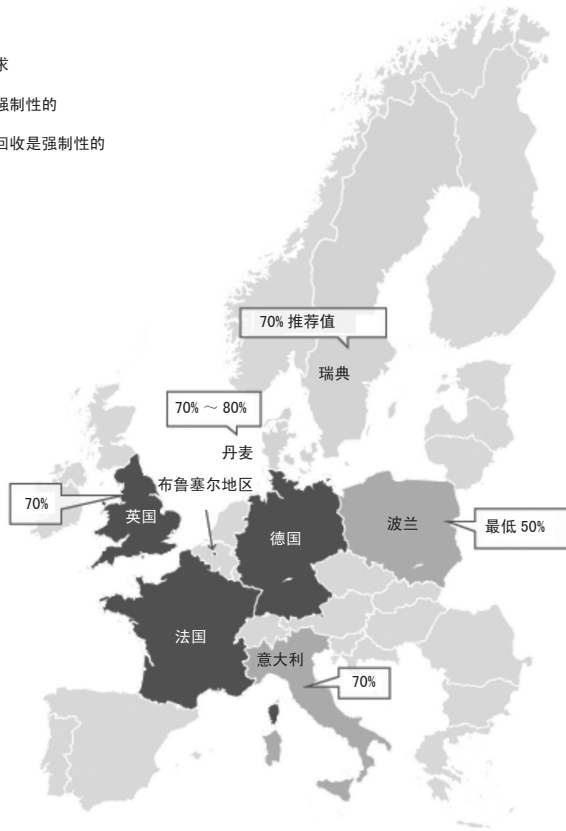 求
强制性的
回收是强制性的
70% 推荐值
瑞典
70% ～ 80%
丹麦
布鲁塞尔地区
70%
英国
德国
波兰
最低 50%
法国
意大利
70%